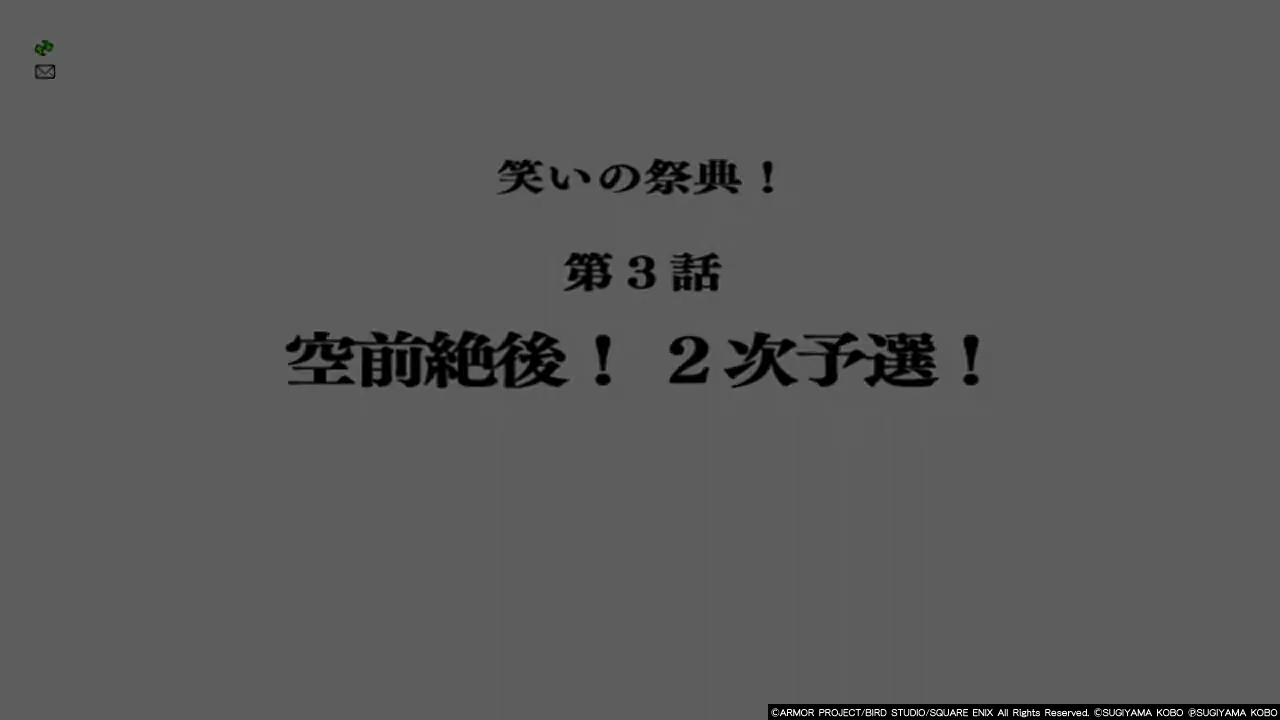 笑いの祭典！
第３話
空前絶後！ ２次予選！
©ARMOR PROJECT/BIRD STUDIO/SQUARE ENIX All Rights Reserved. ©SUGIYAMA KOBO ℗SUGIYAMA KOBO